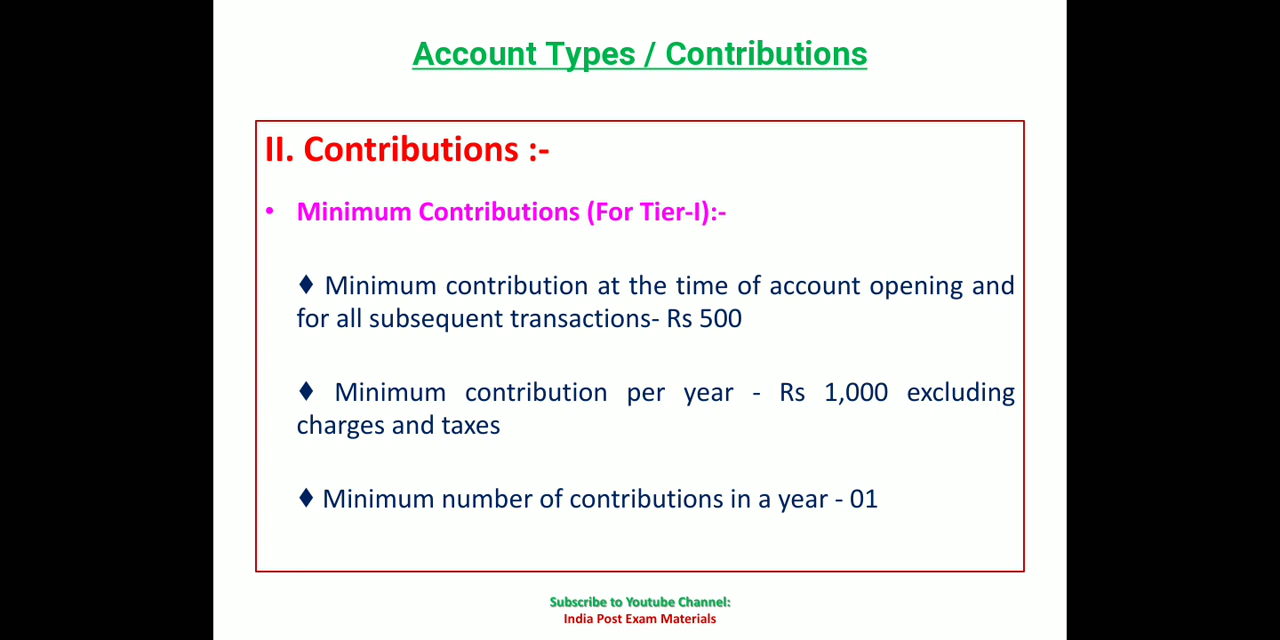 Account Types / Contributions
II. Contributions :-
• Minimum Contributions (For Tier-I):-
♦ Minimum contribution at the time of account opening and
for all subsequent transactions- Rs 500
♦ Minimum contribution per year - Rs 1,000 excluding
charges and taxes
♦ Minimum number of contributions in a year - 01
Subscribe to Youtube Channel:
India Post Exam Materials